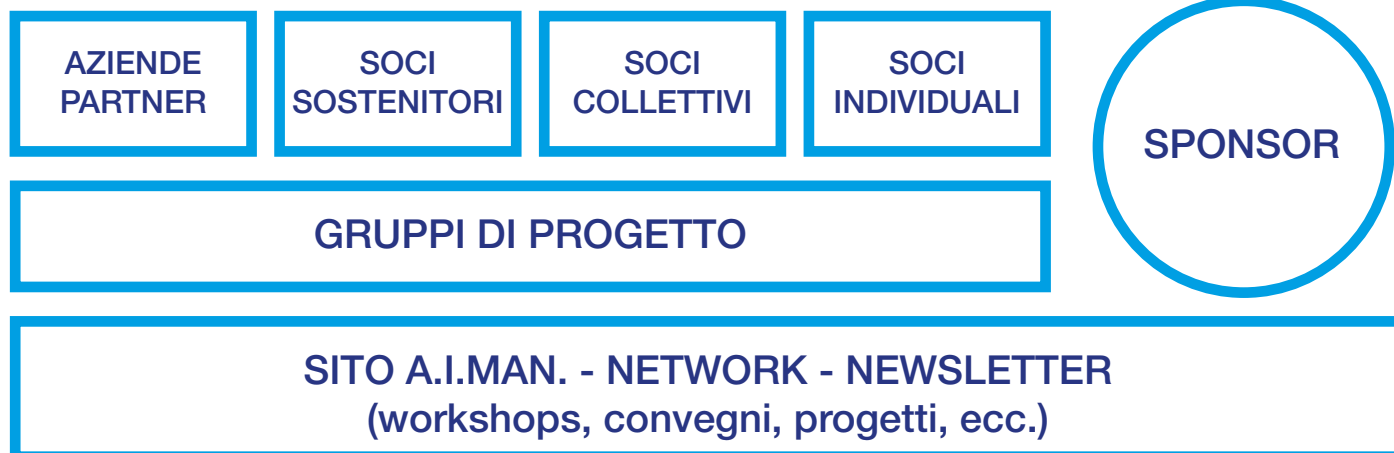 AZIENDE
PARTNER
SOCI
SOSTENITORI
SOCI
COLLETTIVI
SOCI
INDIVIDUALI
SPONSOR
GRUPPI DI PROGETTO
SITO A.I.MAN. - NETWORK - NEWSLETTER
(workshops, convegni, progetti, ecc.)